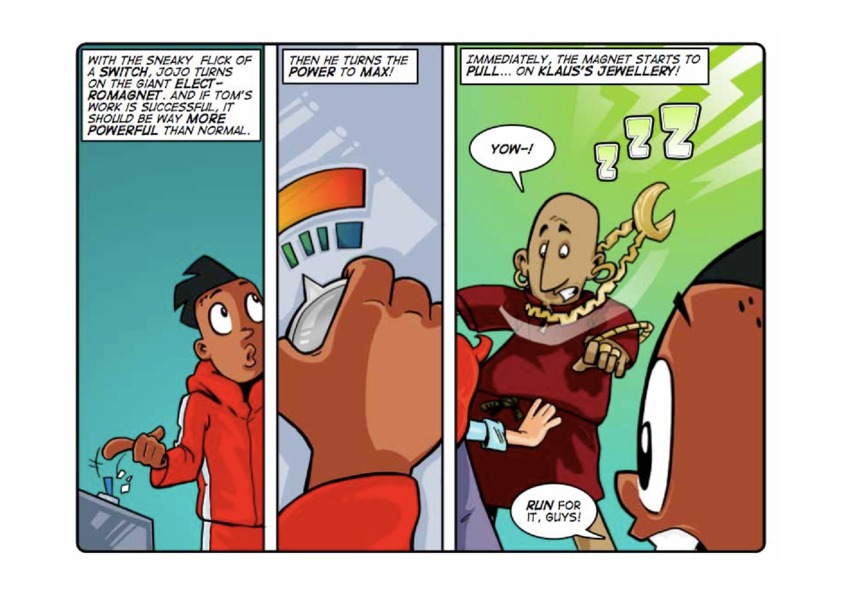 WITH THE SNEAKY FLICK OF
A SWITCH, JOJO TURNS
ON THE GIANT ELECT-
ROMAGNET. AND IF TOM'S
WORK IS SUCCESSFUL, IT
SHOULD BE WAY MORE
POWERFUL THAN NORMAL.
THEN HE TURNS THE
POWER TO MAX!
IMMEDIATELY, THE MAGNET STARTS TO
PULL... ON KLAUS'S JEWELLERY!
YOW-!
Z Z Z
RUN FOR
IT, GUYS!